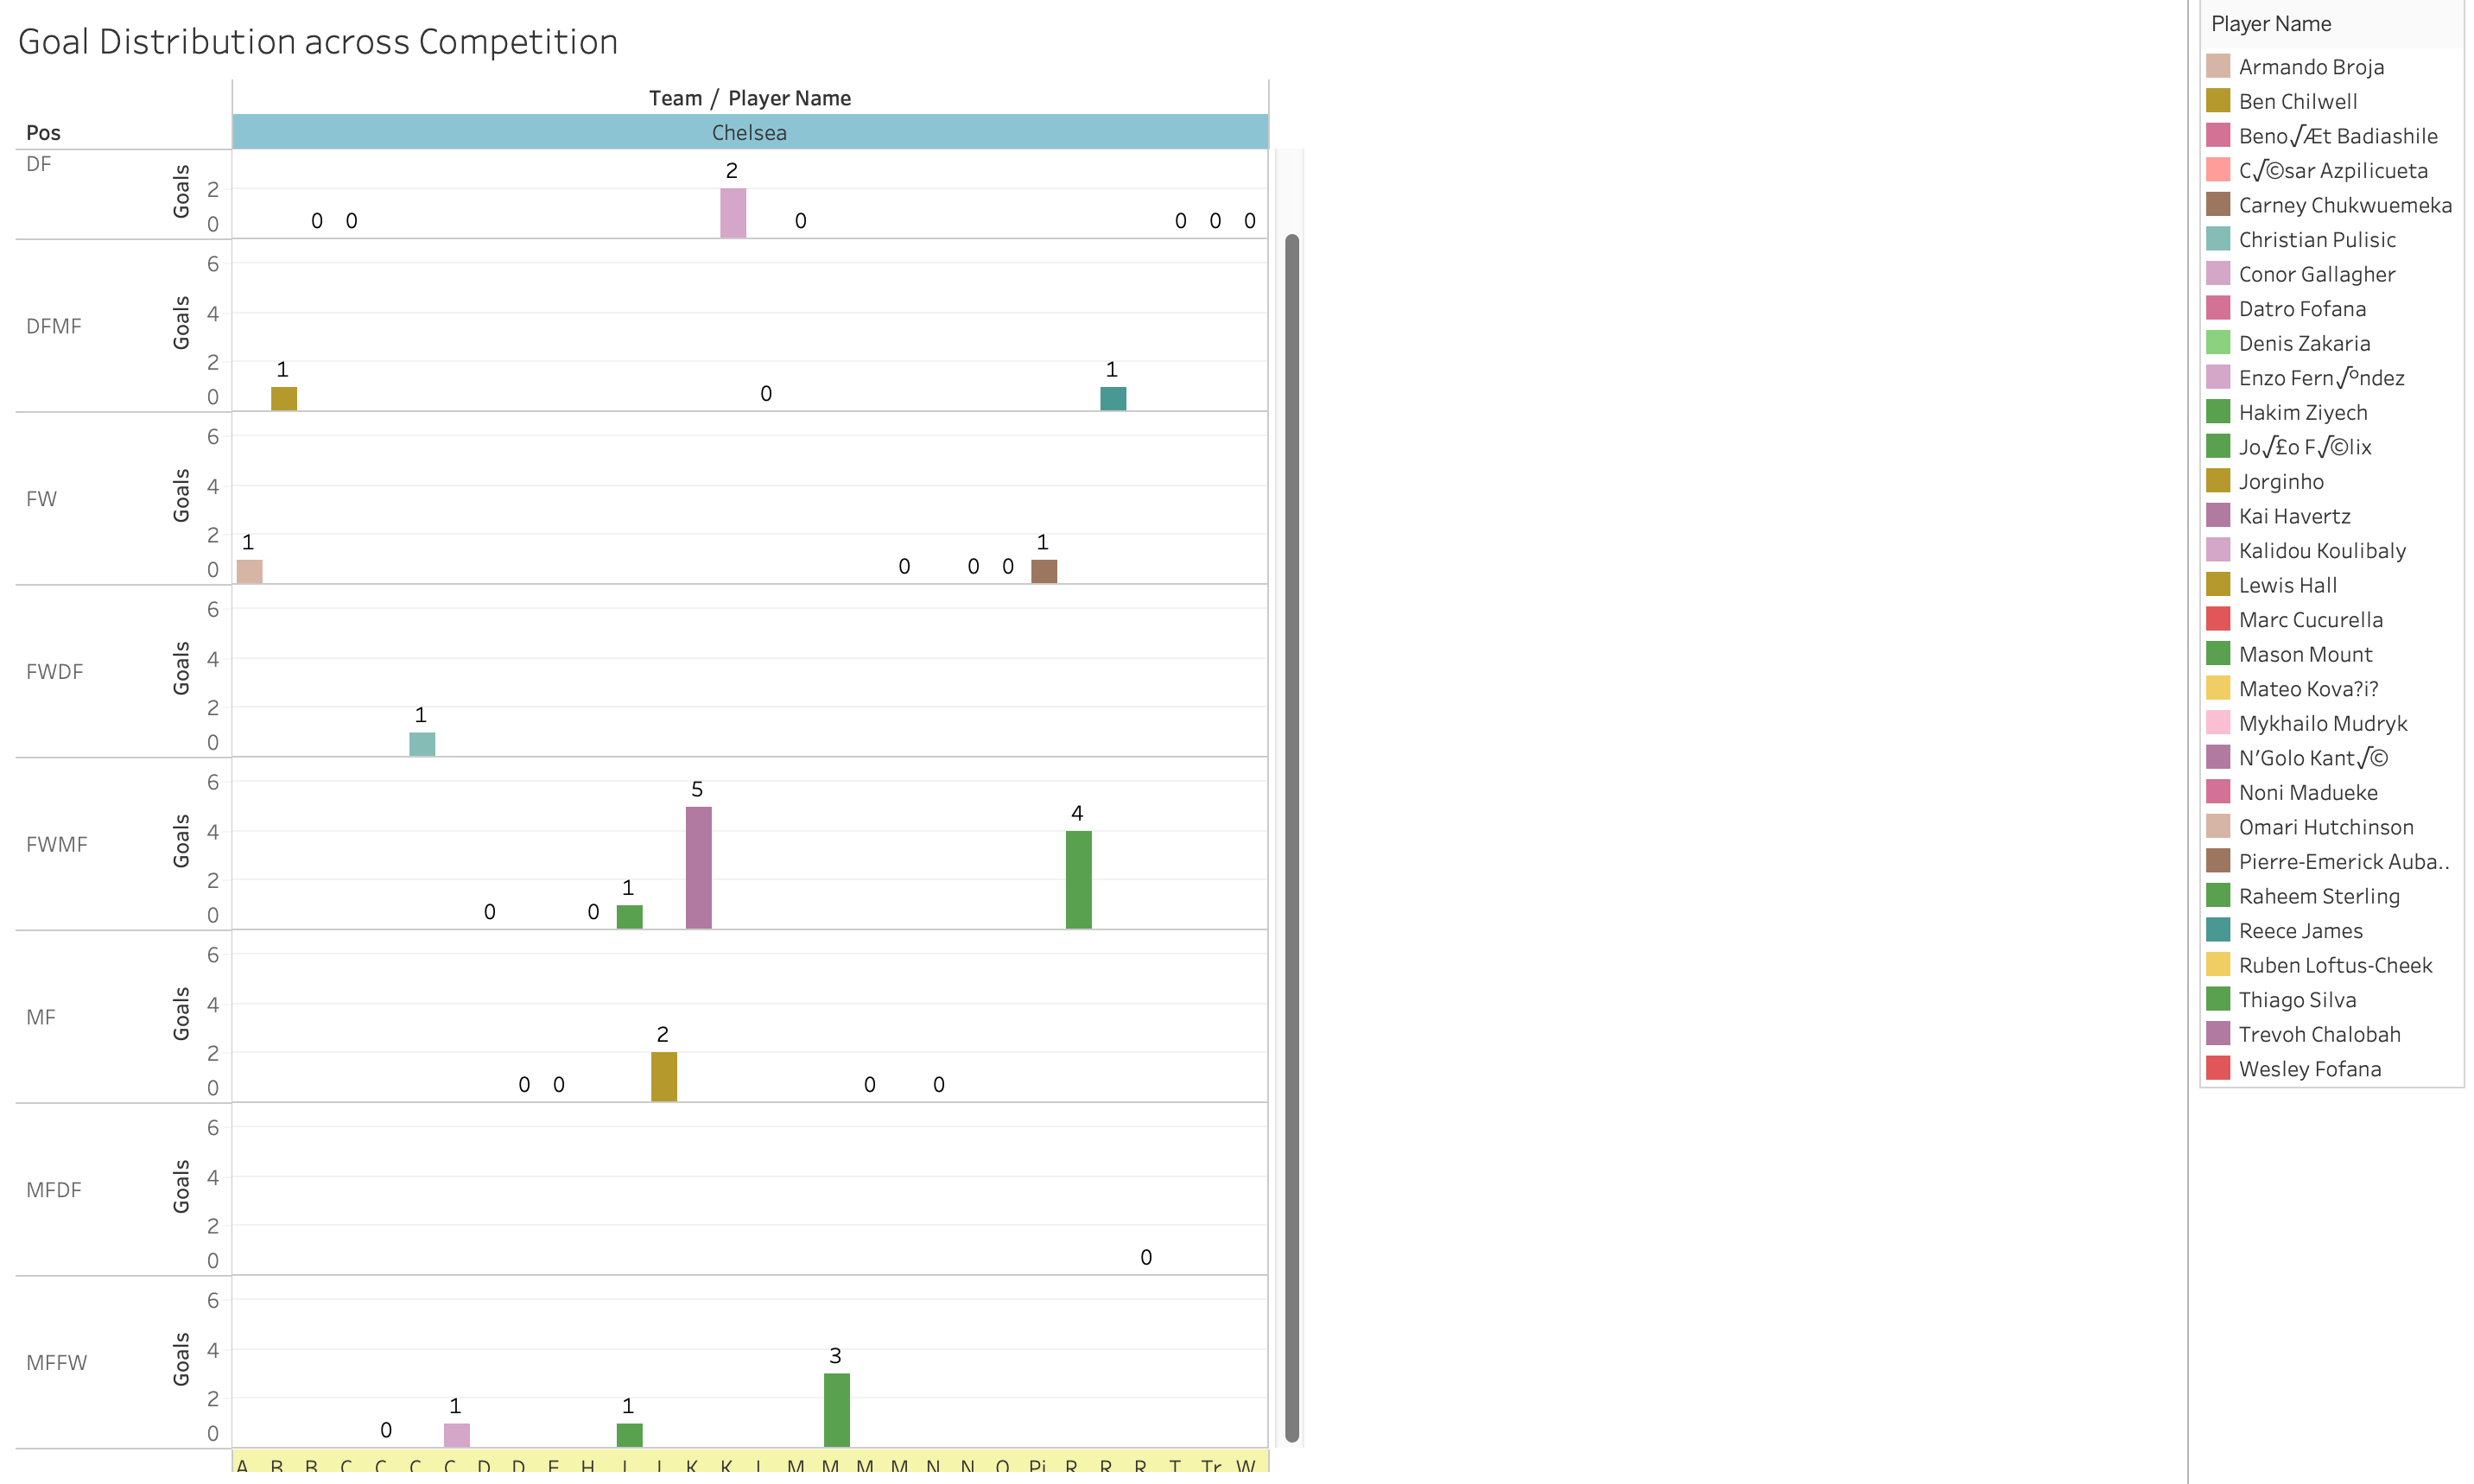 Goal Distribution across Competition
Team / Player Name
Pos
Chelsea
DF
Goals
2
0
0 0 2 0 0 0 0
DFMF
Goals
6
4
2
0
1 0 1
FW
Goals
6
4
2
0
1 0 0 0 1
FWDF
Goals
6
4
2
0
1
FWMF
Goals
6
4
2
0
0 0 1 5 4
MF
Goals
6
4
2
0
0 0 2 0 0
MFDF
Goals
6
4
2
0
0
MFFW
Goals
6
4
2
0
0 1 1 3
Player Name
Armando Broja
Ben Chilwell
Beno√Æt Badiashile
C√©sar Azpilicueta
Carney Chukwuemeka
Christian Pulisic
Conor Gallagher
Datro Fofana
Denis Zakaria
Enzo Fern√°ndez
Hakim Ziyech
Jo√£o F√©lix
Jorginho
Kai Havertz
Kalidou Koulibaly
Lewis Hall
Marc Cucurella
Mason Mount
Mateo Kova?i?
Mykhailo Mudryk
N’Golo Kant√©
Noni Madueke
Omari Hutchinson
Pierre-Emerick Auba..
Raheem Sterling
Reece James
Ruben Loftus-Cheek
Thiago Silva
Trevoh Chalobah
Wesley Fofana